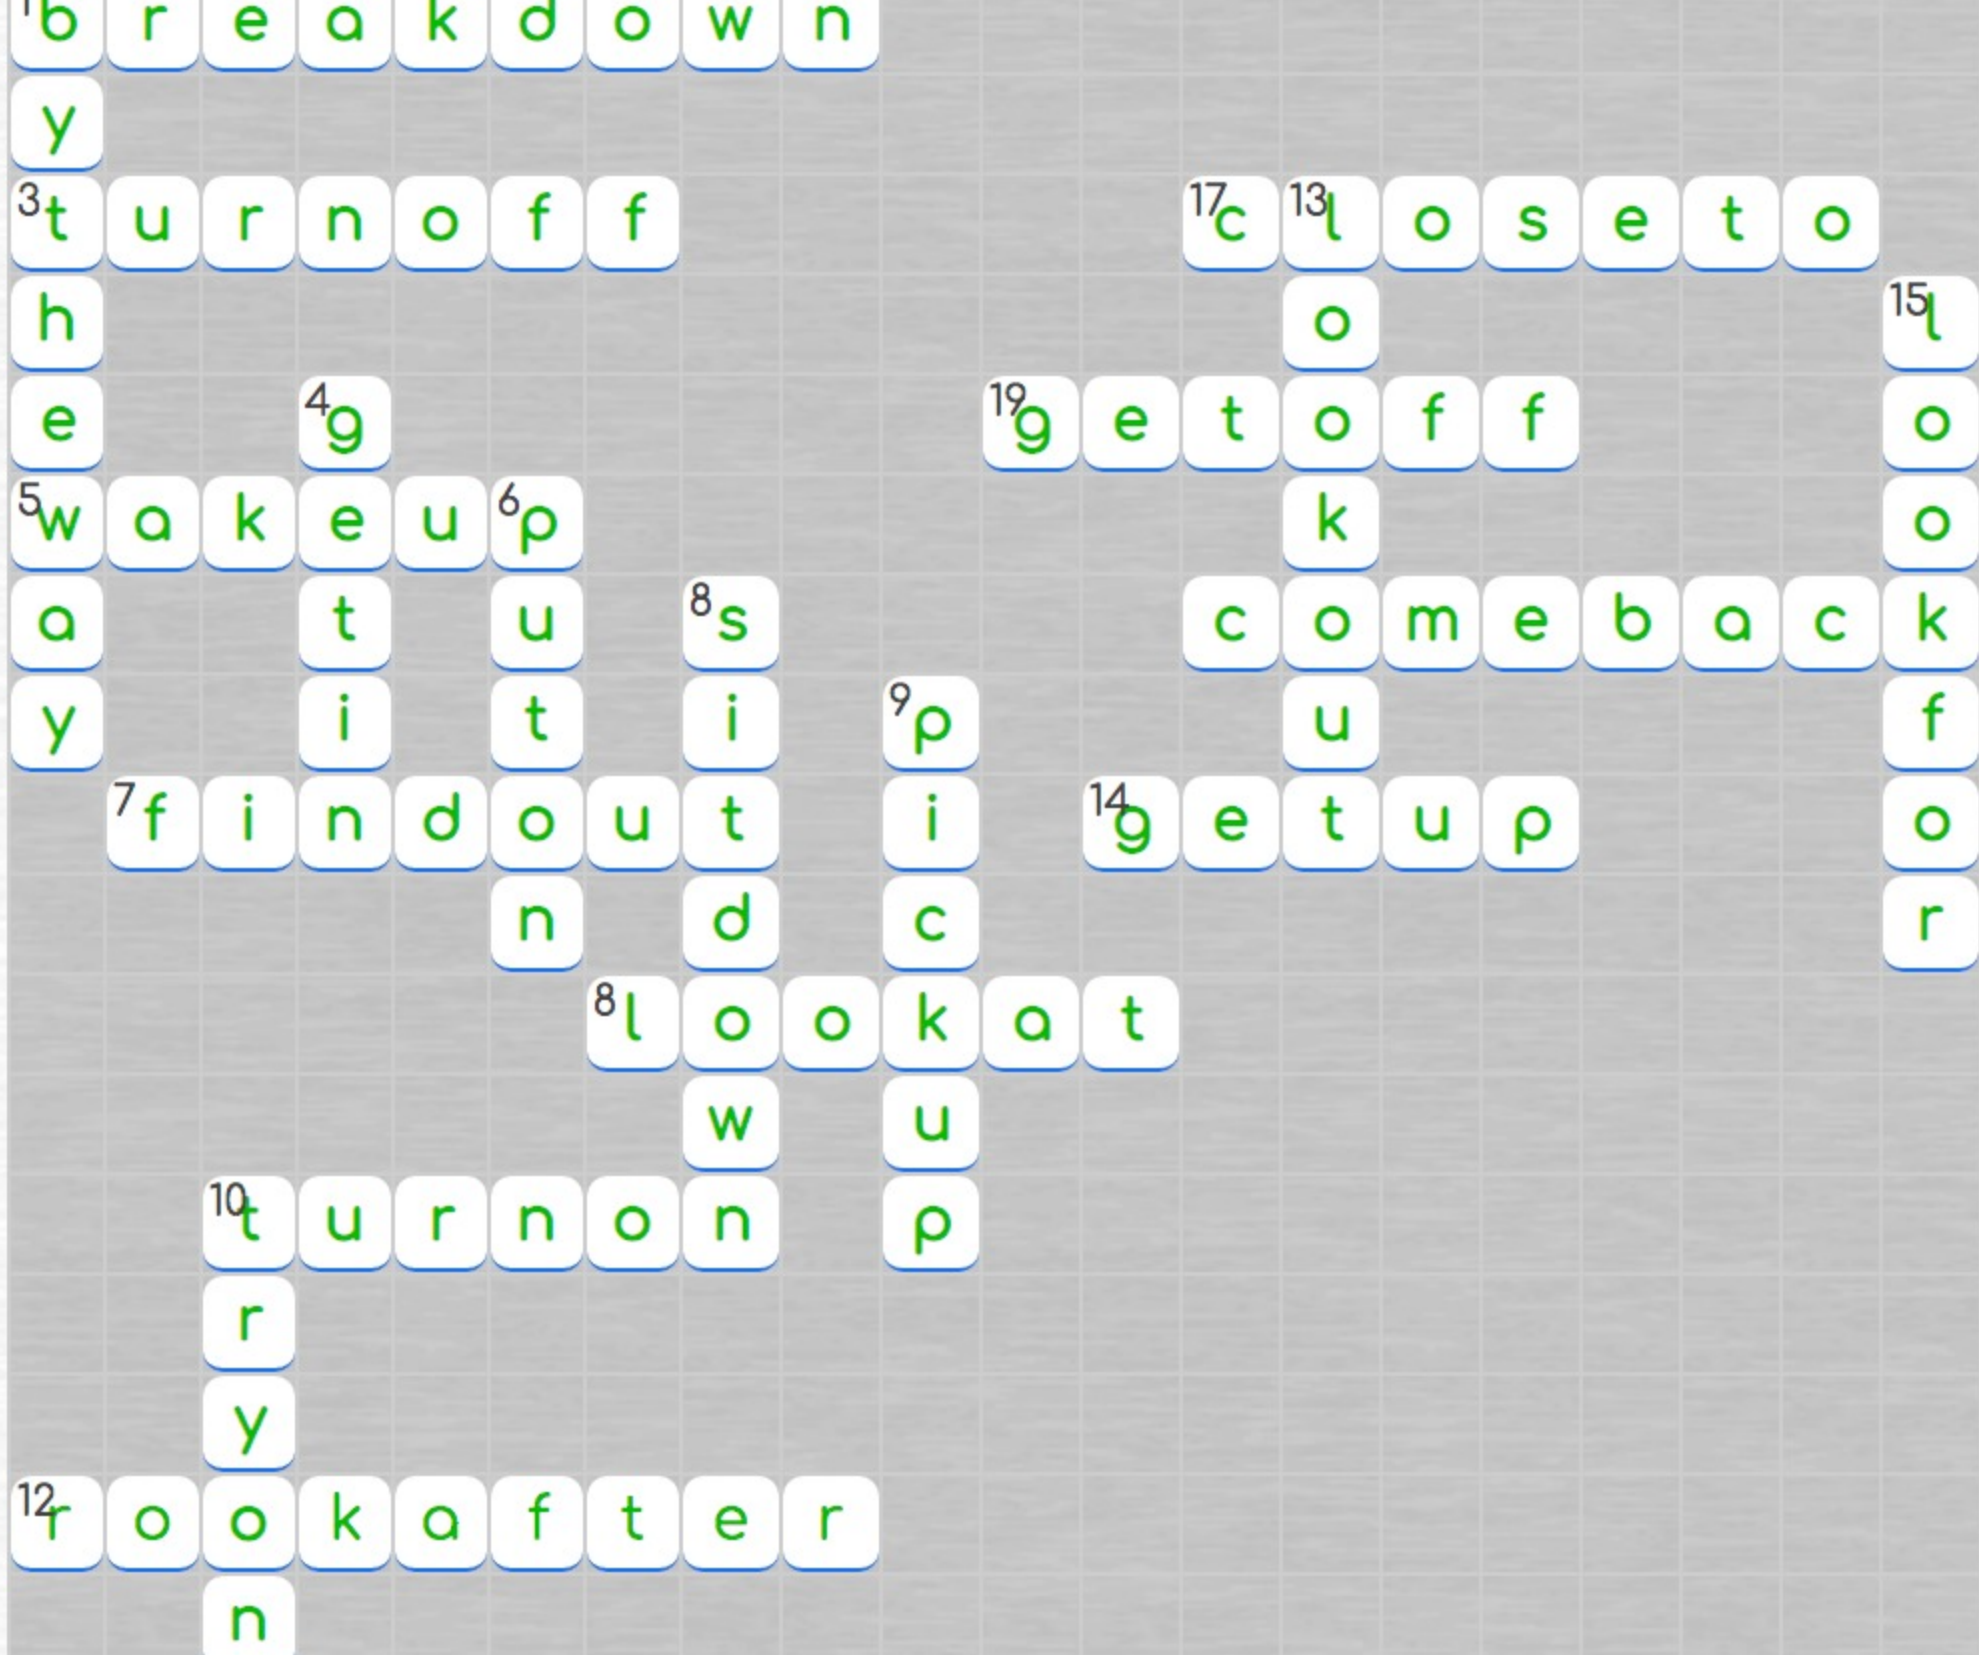 1 b r e a k d o w n
y
3 t u r n o f f 17 c 13 l o s e t o
h o 15 l
e 4 g 19 g e t o f f o
5 w a k e u 6 p k o
a t u 8 s c o m e b a c k
y i t i 9 p u f
7 f i n d o u t i 14 g e t u p o
n d c r
8 l o o k a t
w u
10 t u r n o n p
r
y
12 r o o k a f t e r
n